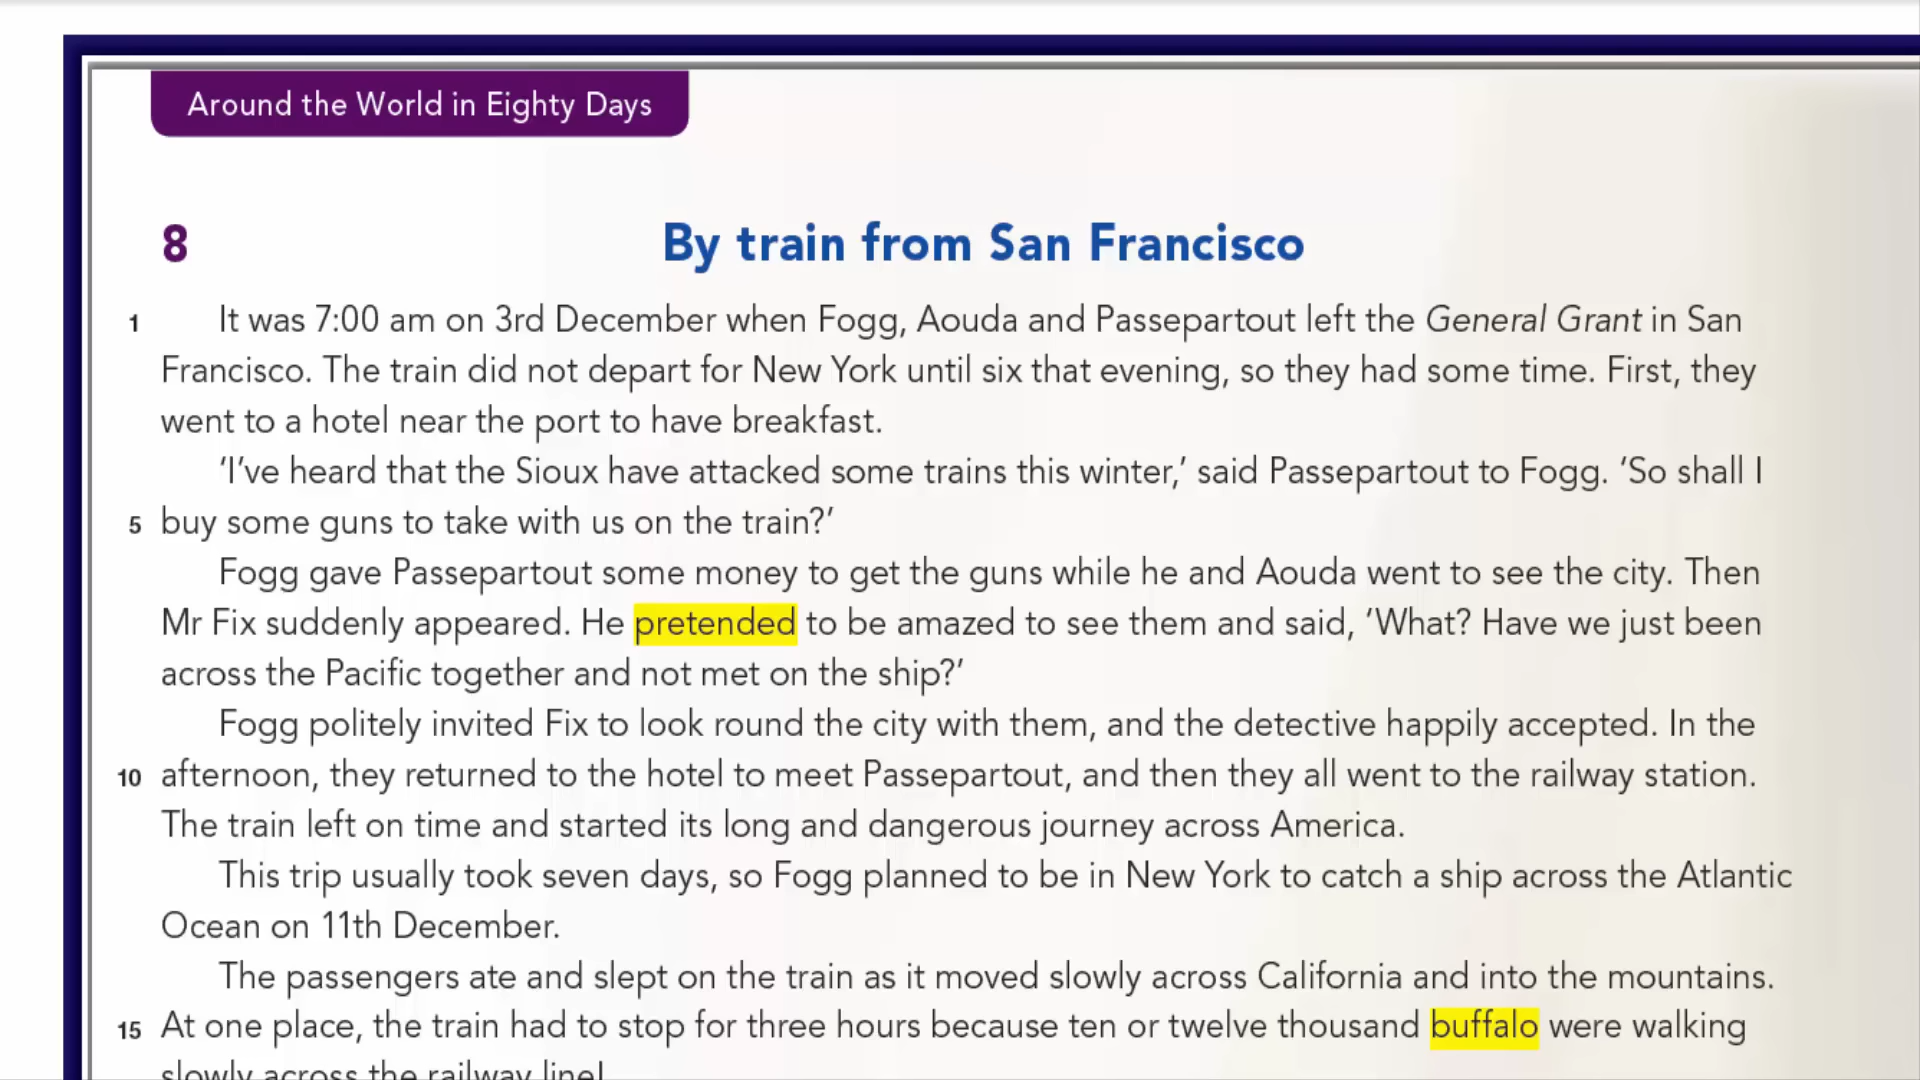 Around the World in Eighty Days
8 By train from San Francisco
1 It was 7:00 am on 3rd December when Fogg, Aouda and Passepartout left the General Grant in San
Francisco. The train did not depart for New York until six that evening, so they had some time. First, they
went to a hotel near the port to have breakfast.
‘I’ve heard that the Sioux have attacked some trains this winter,’ said Passepartout to Fogg. ‘So shall I
5 buy some guns to take with us on the train?’
Fogg gave Passepartout some money to get the guns while he and Aouda went to see the city. Then
Mr Fix suddenly appeared. He pretended to be amazed to see them and said, ‘What? Have we just been
across the Pacific together and not met on the ship?’
Fogg politely invited Fix to look round the city with them, and the detective happily accepted. In the
10 afternoon, they returned to the hotel to meet Passepartout, and then they all went to the railway station.
The train left on time and started its long and dangerous journey across America.
This trip usually took seven days, so Fogg planned to be in New York to catch a ship across the Atlantic
Ocean on 11th December.
The passengers ate and slept on the train as it moved slowly across California and into the mountains.
15 At one place, the train had to stop for three hours because ten or twelve thousand buffalo were walking
slowly across the railway line!